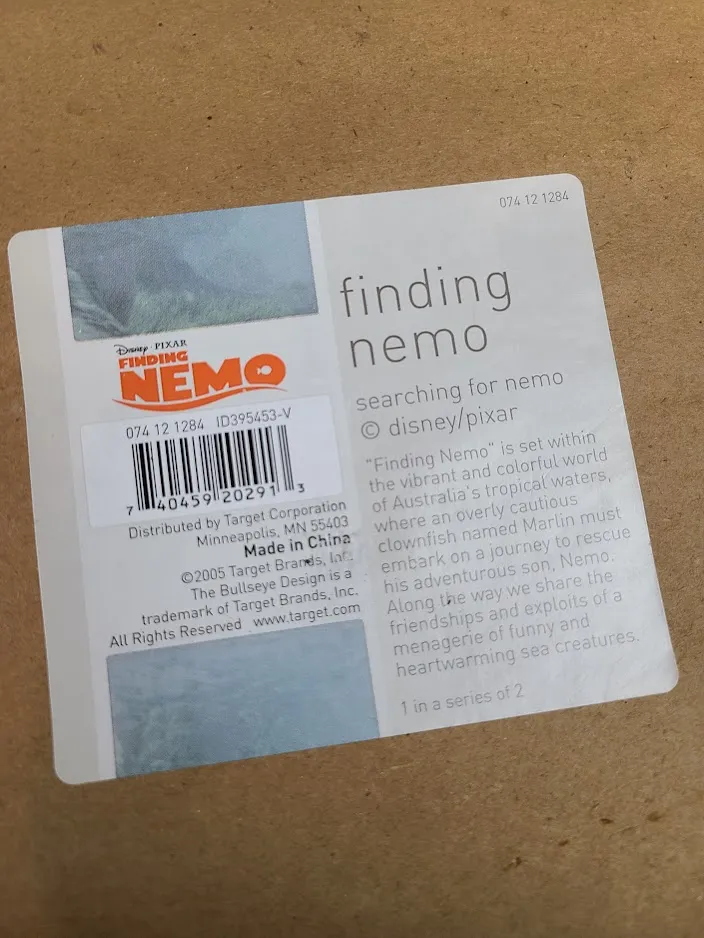 Disney · PIXAR
FINDING
NEMO
074 12 1284 ID395453-V
7 40459 20291 3
Distributed by Target Corporation
Minneapolis, MN 55403
Made in China
©2005 Target Brands, Inc.
The Bullseye Design is a
trademark of Target Brands, Inc.
All Rights Reserved www.target.com
074 12 1284
finding
nemo
searching for nemo
© disney/pixar
"Finding Nemo" is set within
the vibrant and colorful world
of Australia's tropical waters,
where an overly cautious
clownfish named Marlin must
embark on a journey to rescue
his adventurous son, Nemo.
Along the way we share the
friendships and exploits of a
menagerie of funny and
heartwarming sea creatures.
1 in a series of 2